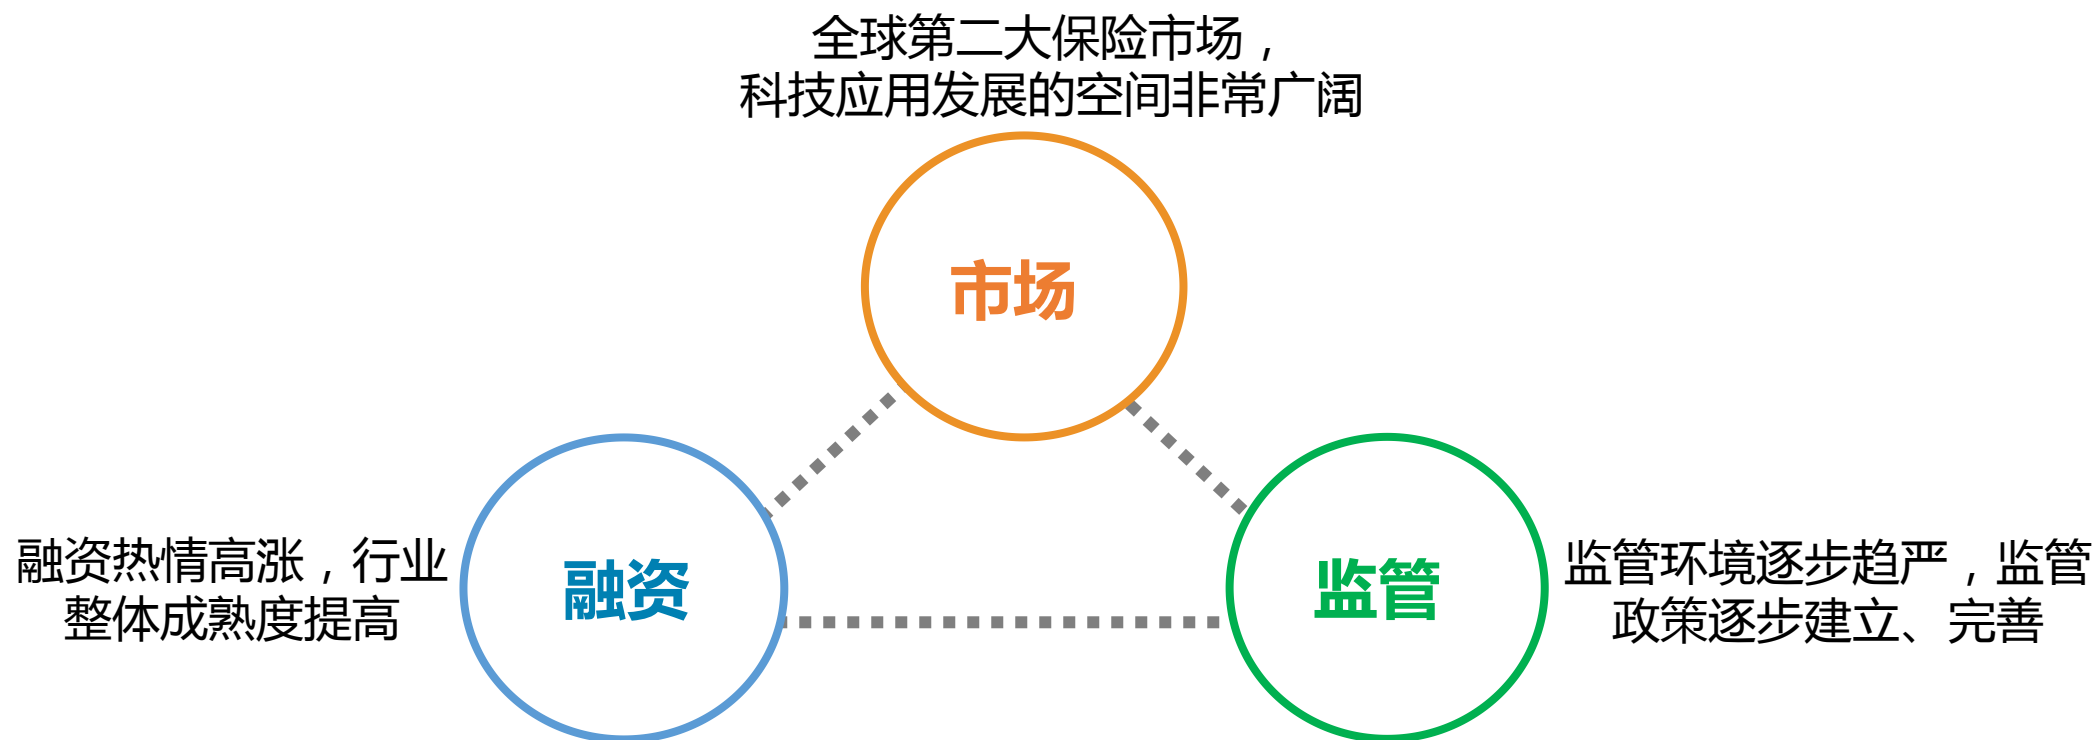 全球第二大保险市场，
科技应用发展的空间非常广阔
市场
融资热情高涨，行业
整体成熟度提高
融资
监管
监管环境逐步趋严，监管
政策逐步建立、完善